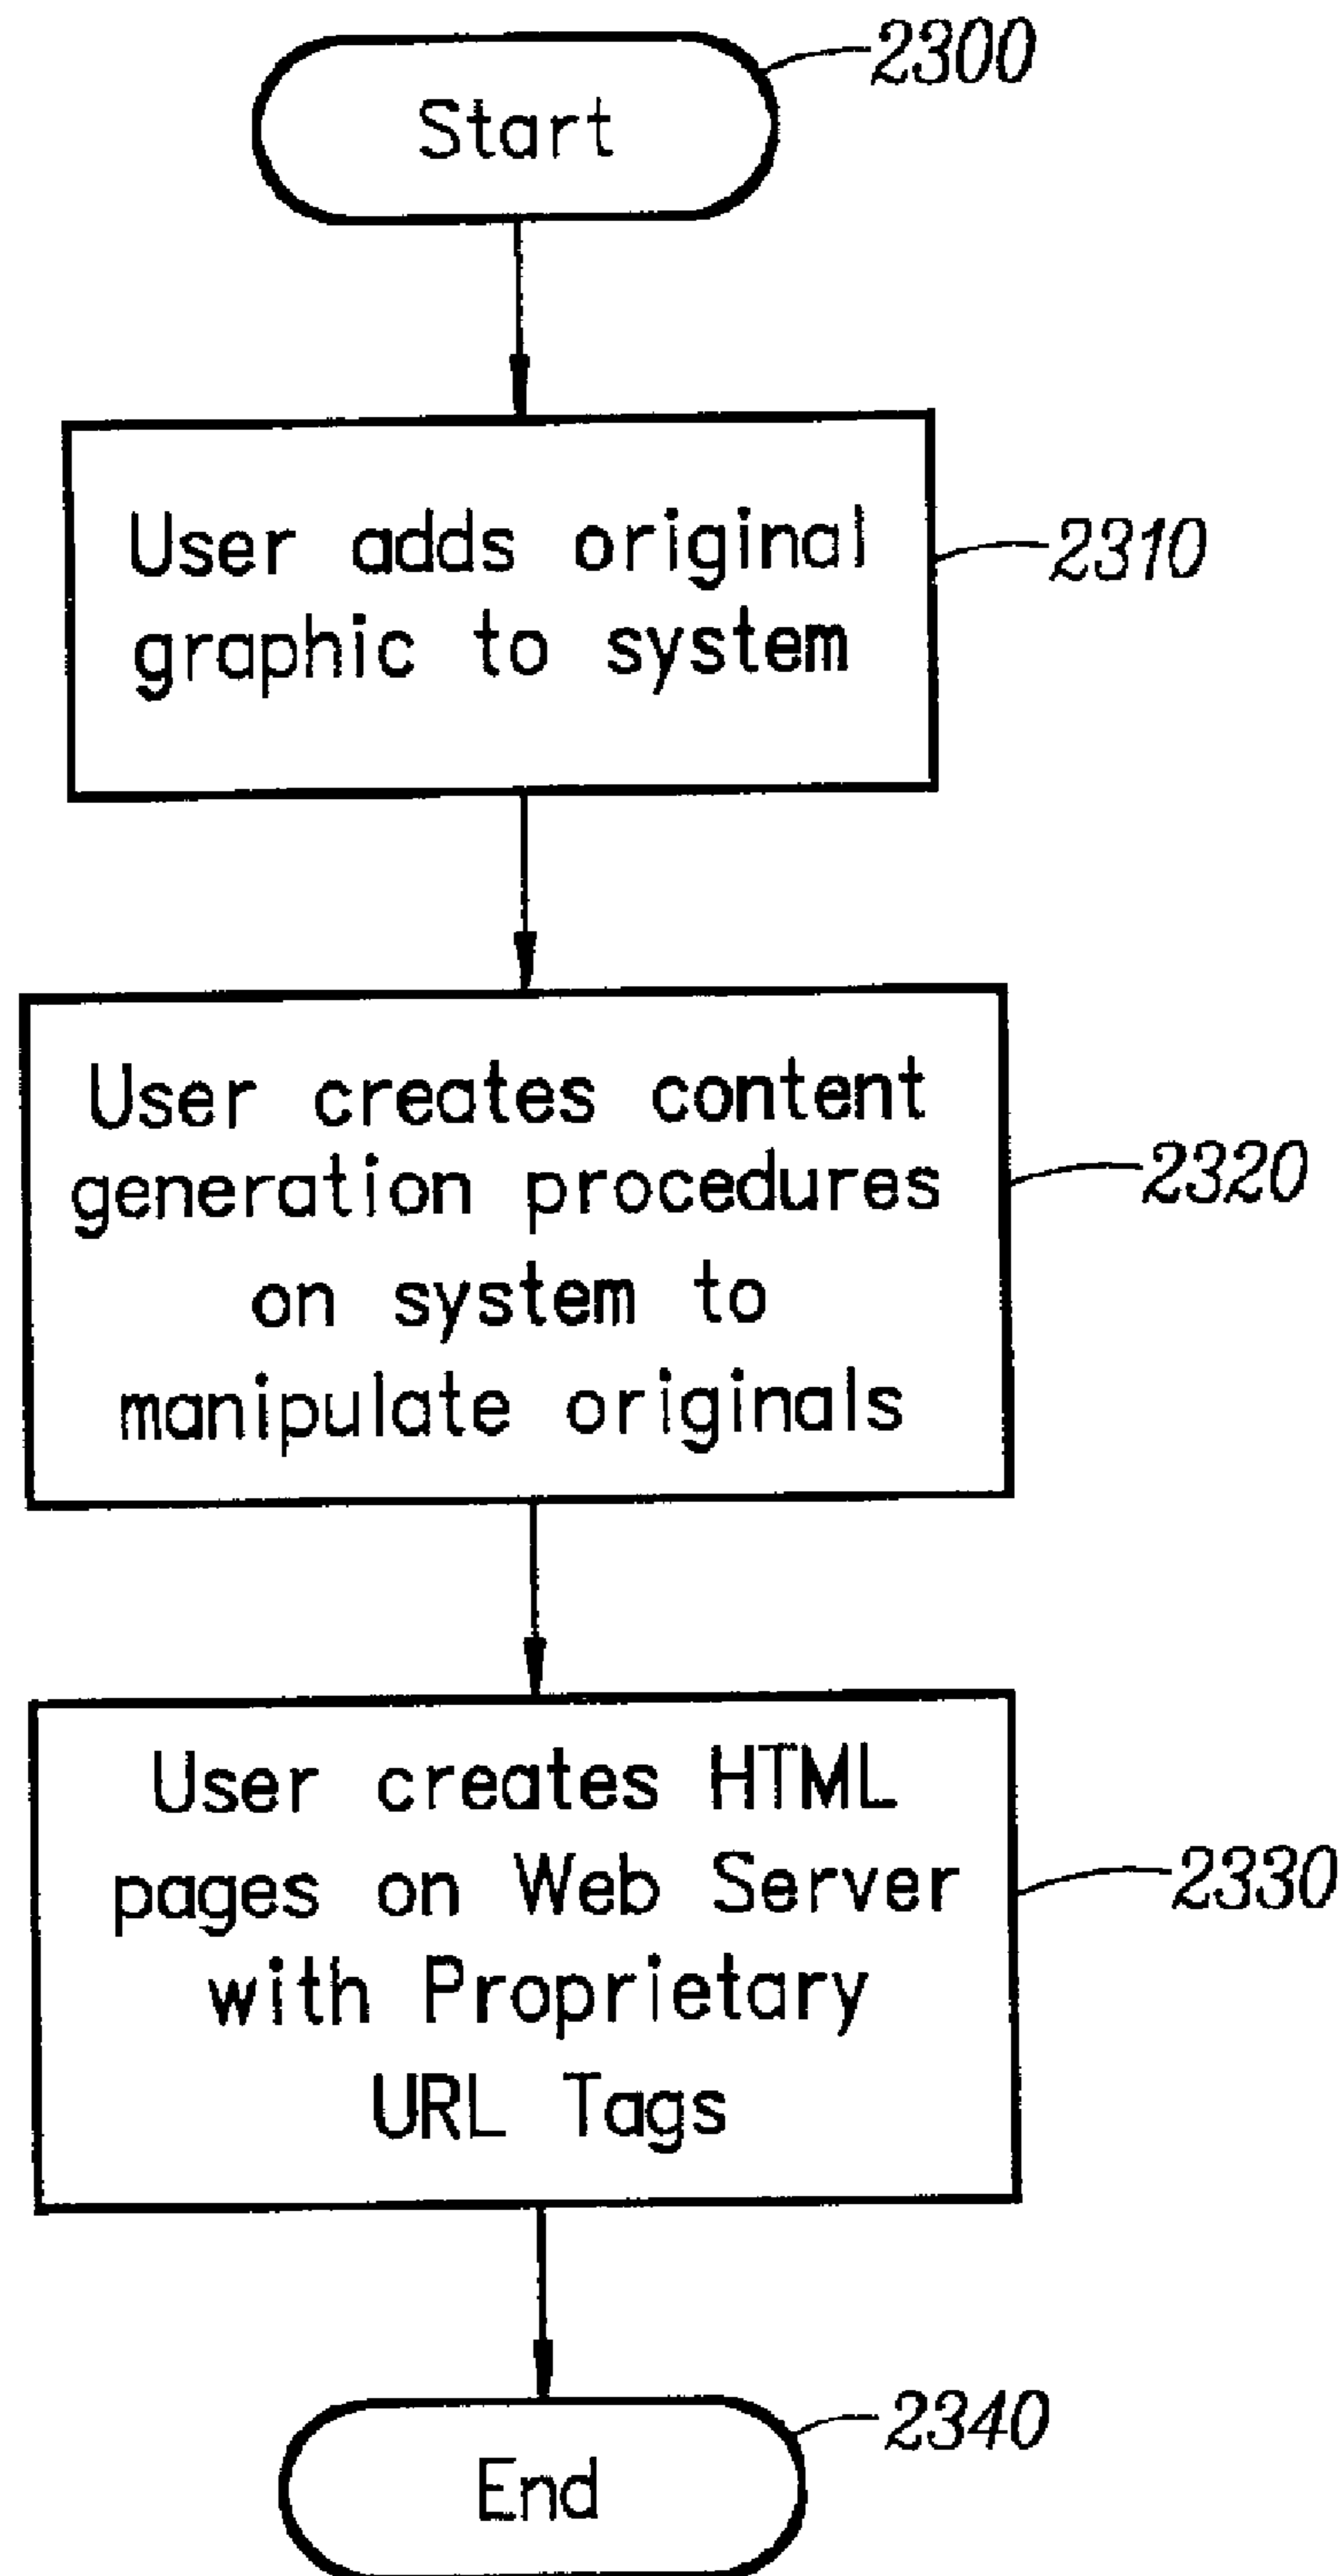 2300
Start
User adds original
graphic to system
2310
User creates content
generation procedures
on system to
manipulate originals
2320
User creates HTML
pages on Web Server
with Proprietary
URL Tags
2330
2340
End